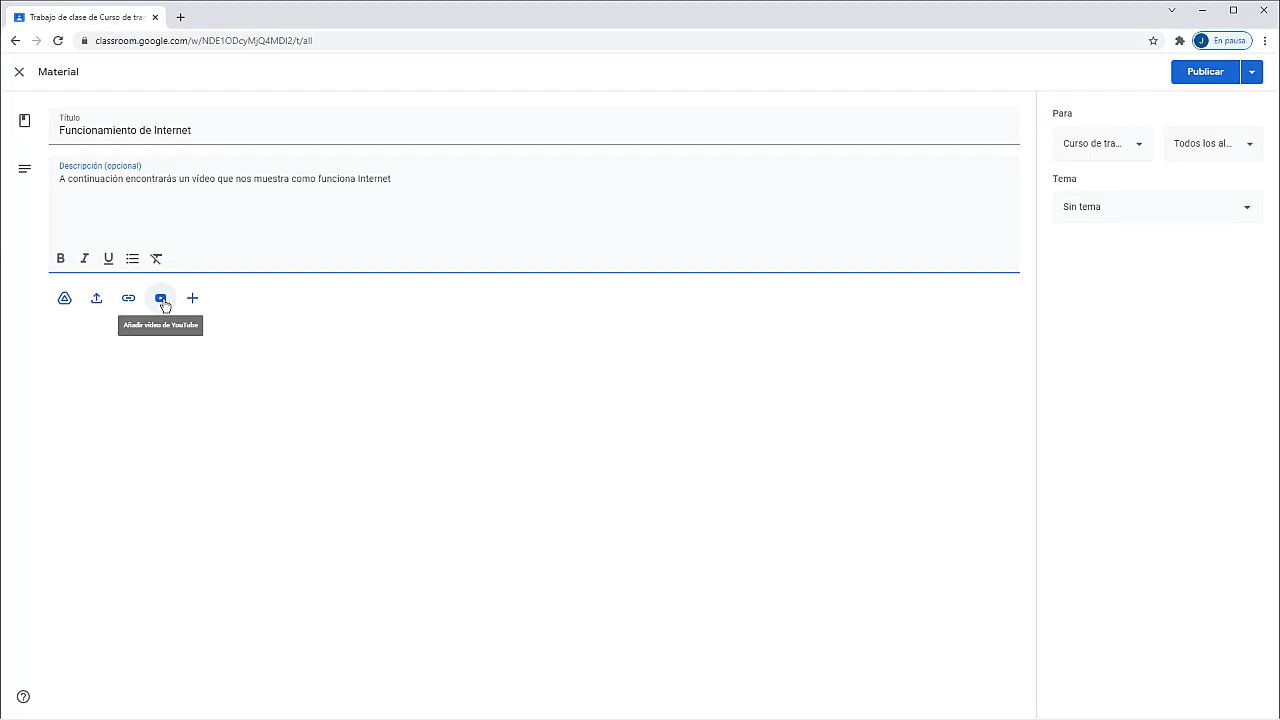 Trabajo de clase de Curso de tra
classroom.google.com/w/NDE1ODcyMjQ4MDI2/t/all
J En pausa
Material
Publicar
Título
Funcionamiento de Internet
Descripción (opcional)
A continuación encontrarás un vídeo que nos muestra como funciona Internet
B I U
Añadir vídeo de YouTube
Para
Curso de tra...
Todos los al...
Tema
Sin tema